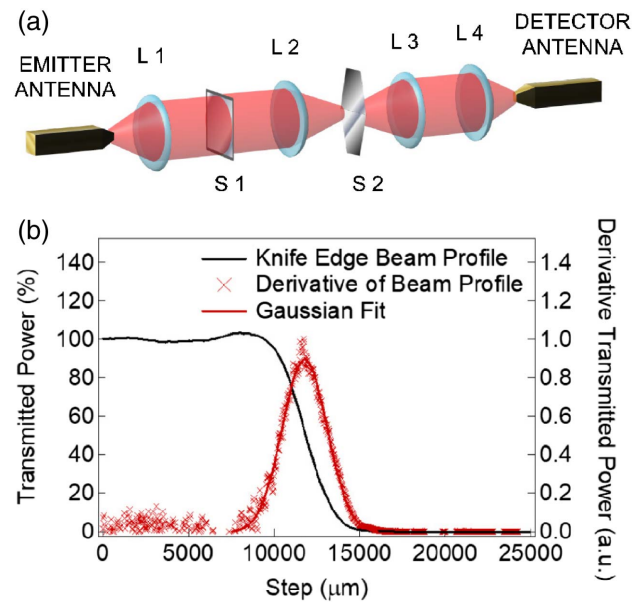 (a)
DETECTOR
ANTENNA
EMITTER
ANTENNA
L 1
L 2
L 3
L 4
S 1
S 2
(b)
Knife Edge Beam Profile
Derivative of Beam Profile
Gaussian Fit
Transmitted Power (%)
140
120
100
80
60
40
20
0
1.4
1.2
1.0
0.8
0.6
0.4
0.2
0.0
Derivative Transmitted Power (a.u.)
0 5000 10000 15000 20000 25000
Step (μm)